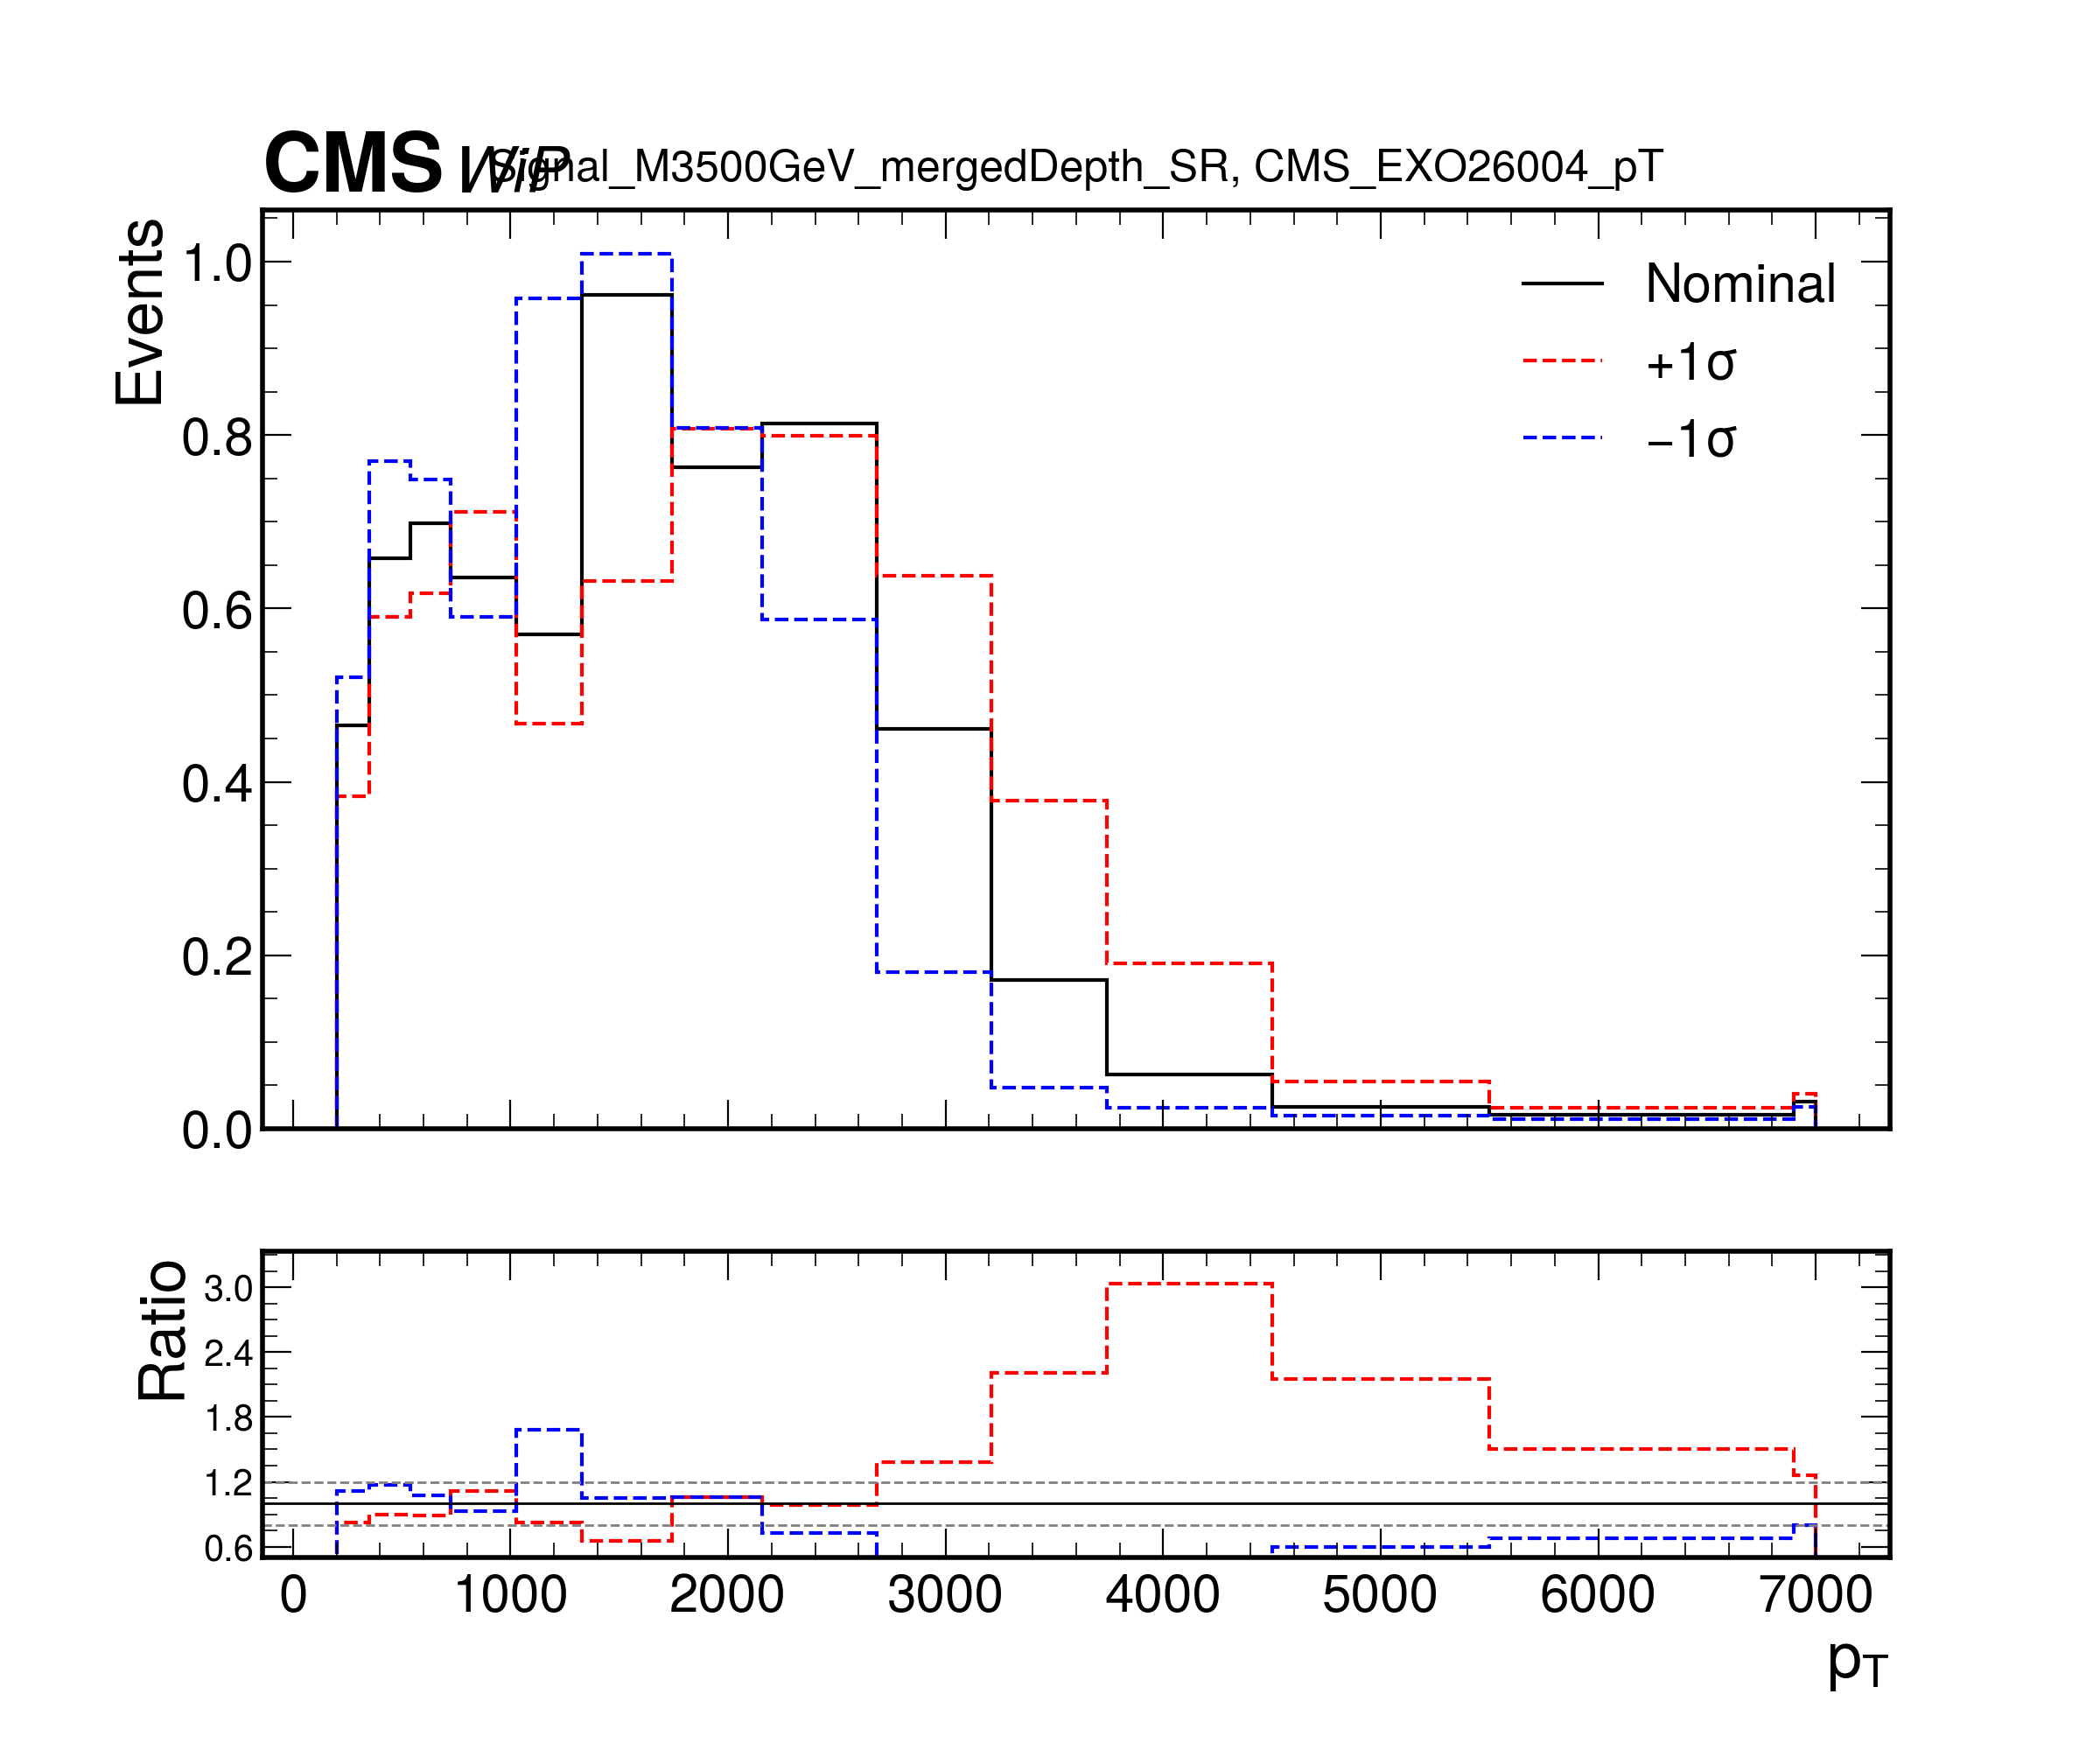 CMS WiP Signal_M3500GeV_mergedDepth_SR, CMS_EXO26004_pT
Events
1.0
0.8
0.6
0.4
0.2
0.0
Nominal
+1σ
−1σ
Ratio
3.0
2.4
1.8
1.2
0.6
0 1000 2000 3000 4000 5000 6000 7000
pT